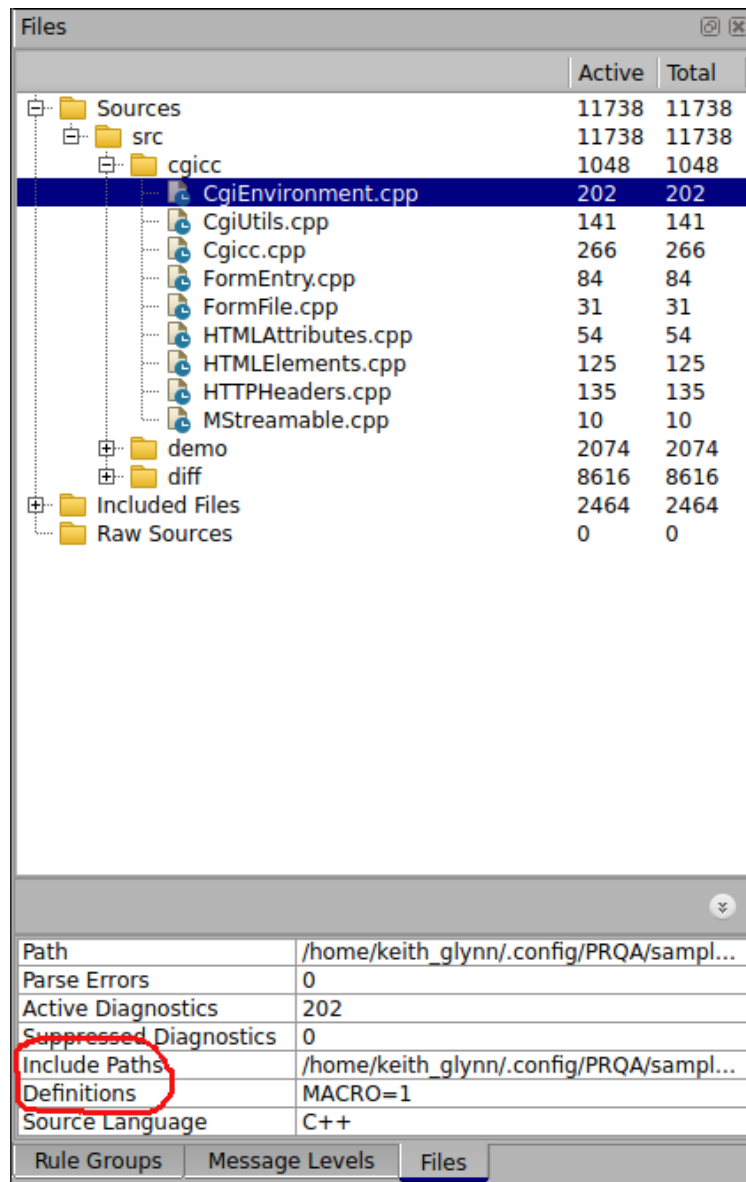 Files
Active Total
Sources 11738 11738
src 11738 11738
cgicc 1048 1048
CgiEnvironment.cpp 202 202
CgiUtils.cpp 141 141
Cgicc.cpp 266 266
FormEntry.cpp 84 84
FormFile.cpp 31 31
HTMLAttributes.cpp 54 54
HTMLElements.cpp 125 125
HTTPHeaders.cpp 135 135
MStreamable.cpp 10 10
demo 2074 2074
diff 8616 8616
Included Files 2464 2464
Raw Sources 0 0
Path /home/keith_glynn/.config/PRQA/sampl...
Parse Errors 0
Active Diagnostics 202
Suppressed Diagnostics 0
Include Paths /home/keith_glynn/.config/PRQA/sampl...
Definitions MACRO=1
Source Language C++
Rule Groups Message Levels Files